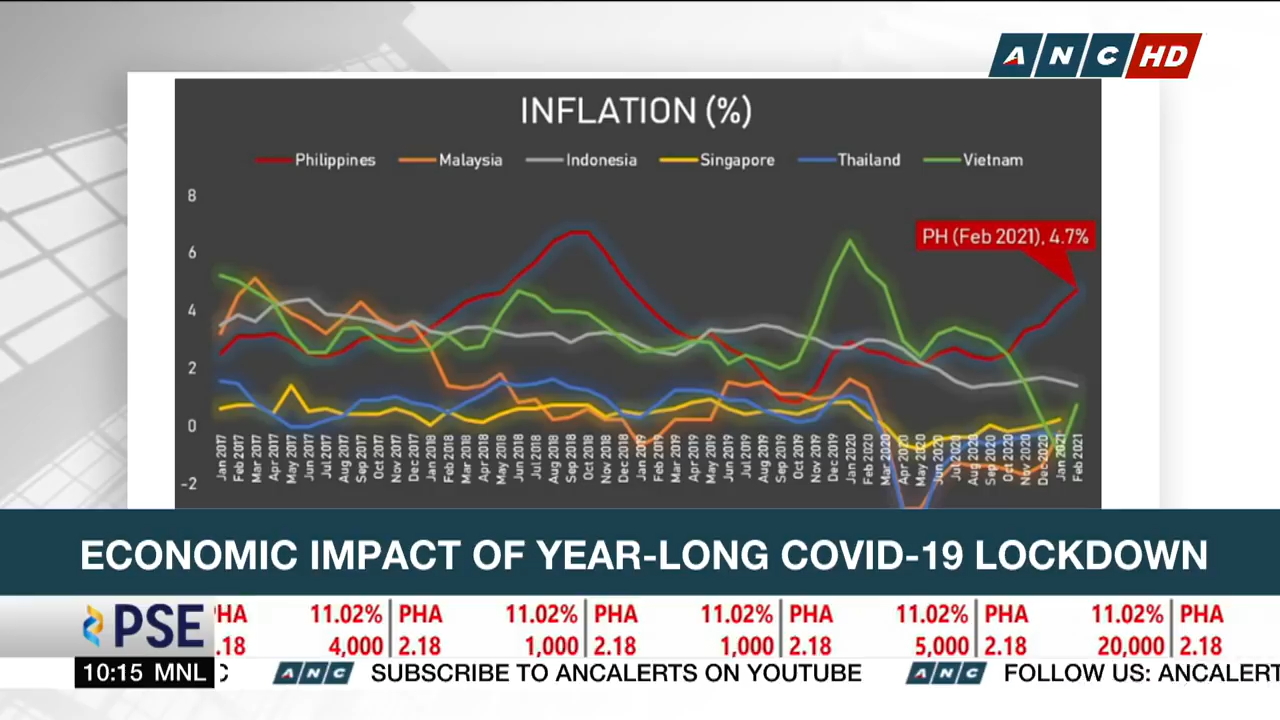 ANC HD
INFLATION (%)
Philippines Malaysia Indonesia Singapore Thailand Vietnam
8
6
4
2
0
-2
PH (Feb 2021), 4.7%
Jan 2017
Feb 2017
Mar 2017
Apr 2017
May 2017
Jun 2017
Jul 2017
Aug 2017
Sep 2017
Oct 2017
Nov 2017
Dec 2017
Jan 2018
Feb 2018
Mar 2018
Apr 2018
May 2018
Jun 2018
Jul 2018
Aug 2018
Sep 2018
Oct 2018
Nov 2018
Dec 2018
Jan 2019
Feb 2019
Mar 2019
Apr 2019
May 2019
Jun 2019
Jul 2019
Aug 2019
Sep 2019
Oct 2019
Nov 2019
Dec 2019
Jan 2020
Feb 2020
Mar 2020
Apr 2020
May 2020
Jun 2020
Jul 2020
Aug 2020
Sep 2020
Oct 2020
Nov 2020
Dec 2020
Jan 2021
Feb 2021
ECONOMIC IMPACT OF YEAR-LONG COVID-19 LOCKDOWN
PSE HA 11.02% PHA 11.02% PHA 11.02% PHA 11.02% PHA 11.02% PHA
.18 4,000 2.18 1,000 2.18 1,000 2.18 5,000 2.18 20,000 2.18
10:15 MNL C ANC SUBSCRIBE TO ANCALERTS ON YOUTUBE ANC FOLLOW US: ANCALERT